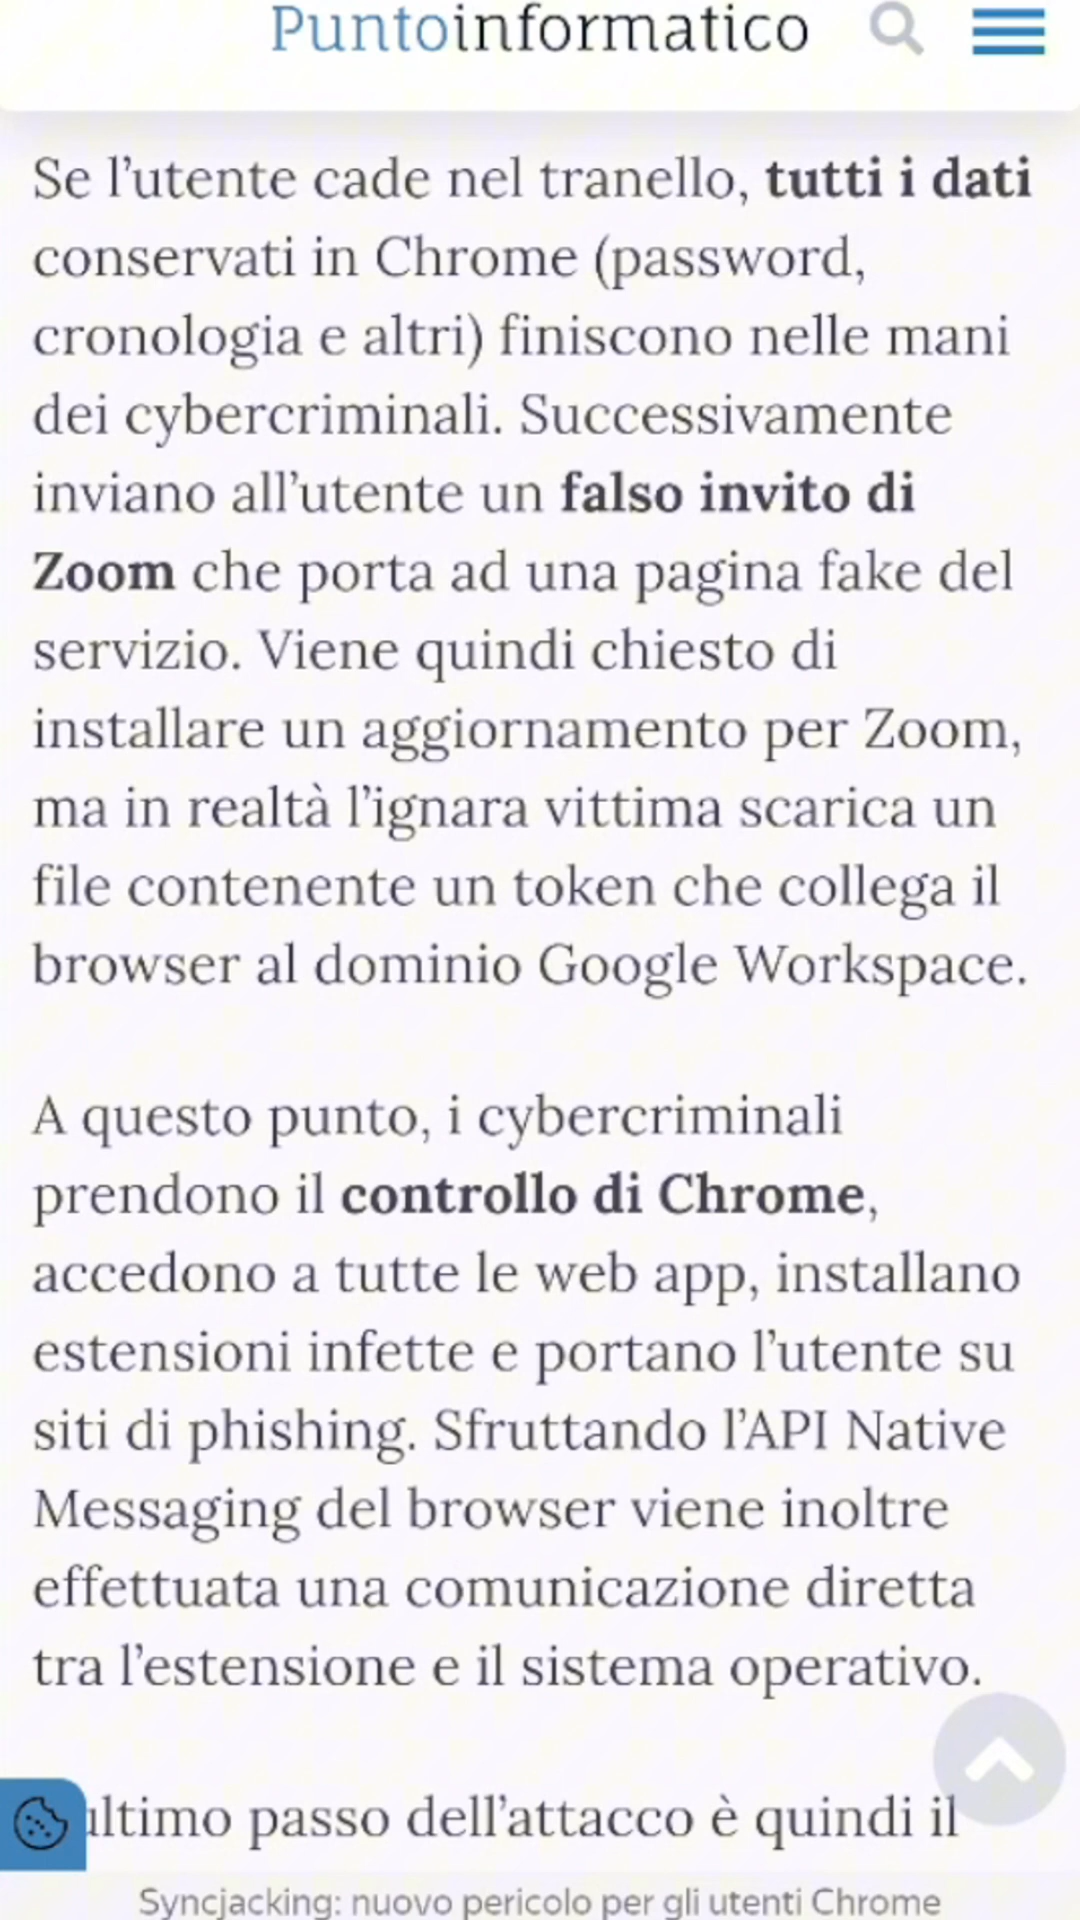 Puntoinformatico
Se l’utente cade nel tranello, tutti i dati
conservati in Chrome (password,
cronologia e altri) finiscono nelle mani
dei cybercriminali. Successivamente
inviano all’utente un falso invito di
Zoom che porta ad una pagina fake del
servizio. Viene quindi chiesto di
installare un aggiornamento per Zoom,
ma in realtà l’ignara vittima scarica un
file contenente un token che collega il
browser al dominio Google Workspace.
A questo punto, i cybercriminali
prendono il controllo di Chrome,
accedono a tutte le web app, installano
estensioni infette e portano l’utente su
siti di phishing. Sfruttando l’API Native
Messaging del browser viene inoltre
effettuata una comunicazione diretta
tra l’estensione e il sistema operativo.
ultimo passo dell’attacco è quindi il
Syncjacking: nuovo pericolo per gli utenti Chrome